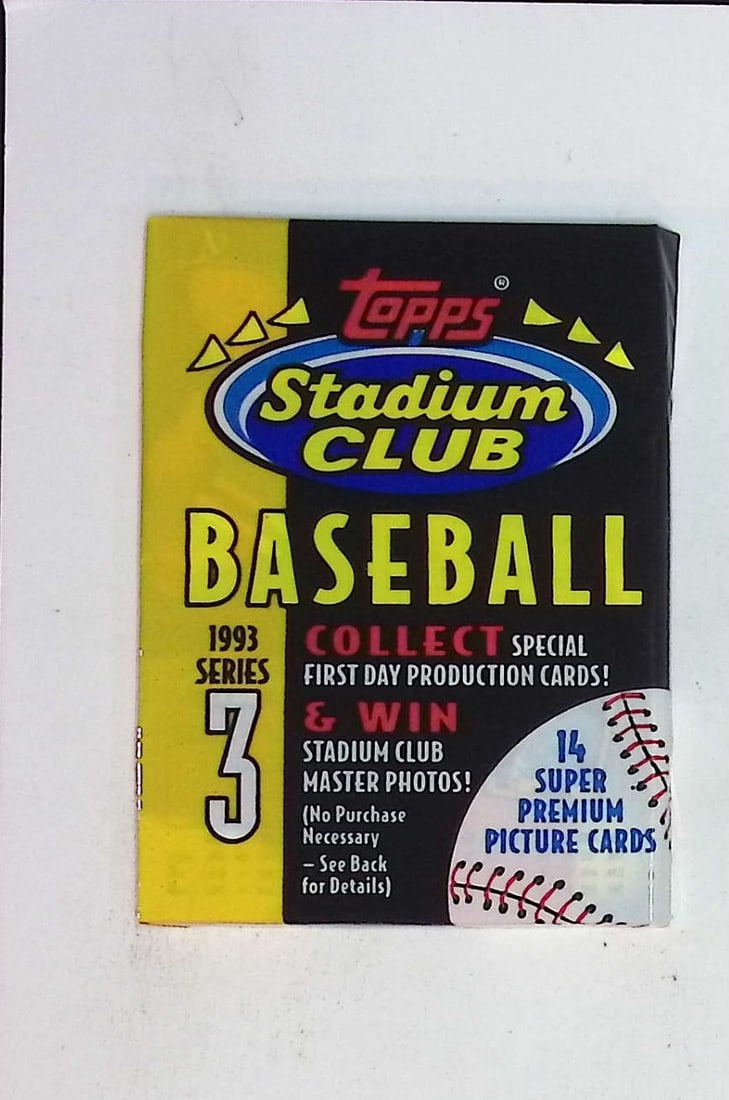 Topps ®
Stadium
CLUB
BASEBALL
1993
SERIES
3
COLLECT SPECIAL
FIRST DAY PRODUCTION CARDS!
& WIN
STADIUM CLUB
MASTER PHOTOS!
(No Purchase
Necessary
– See Back
for Details)
14
SUPER
PREMIUM
PICTURE CARDS